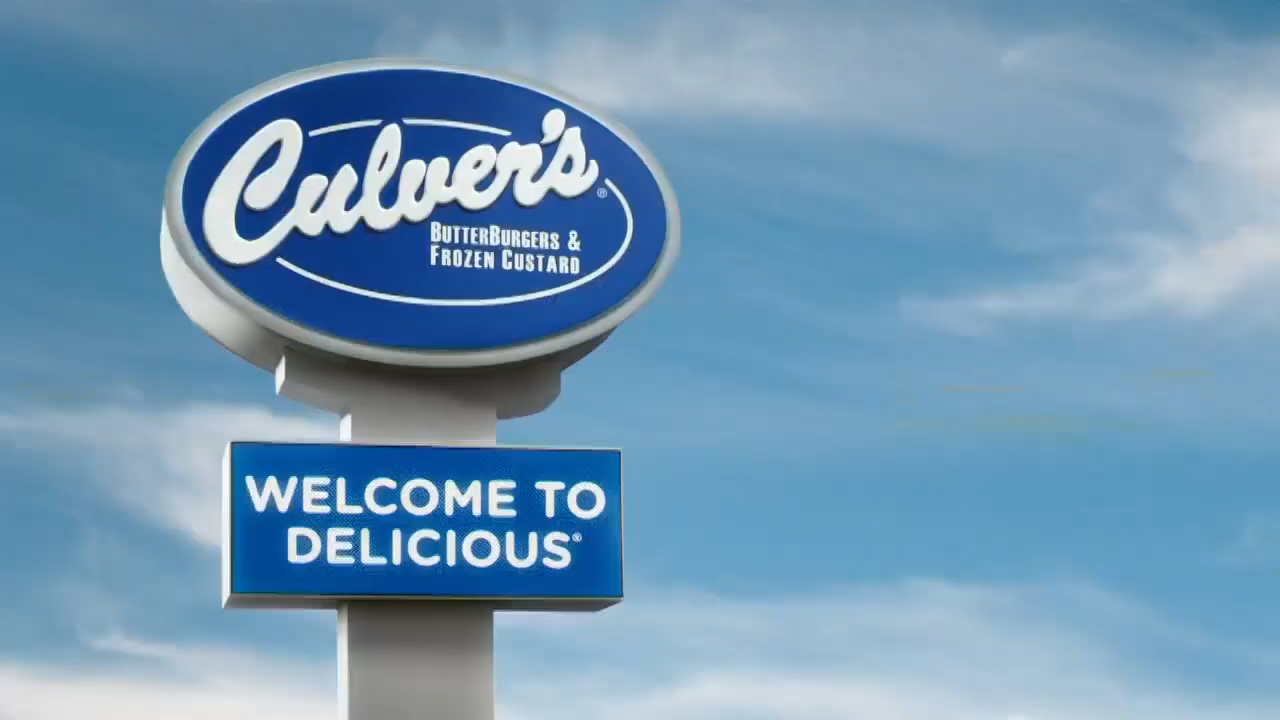 Culver's®
BUTTERBURGERS &
FROZEN CUSTARD
WELCOME TO
DELICIOUS®